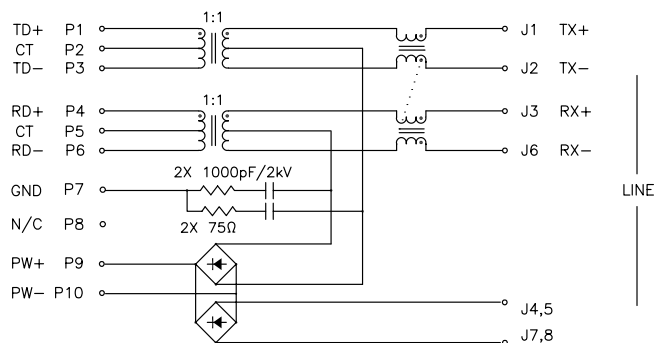 1:1
TD+ P1 J1 TX+
CT P2
TD- P3 J2 TX-
1:1
RD+ P4 J3 RX+
CT P5
RD- P6 J6 RX-
2X 1000pF/2kV
GND P7 LINE
2X 75Ω
N/C P8
PW+ P9
PW- P10
J4,5
J7,8